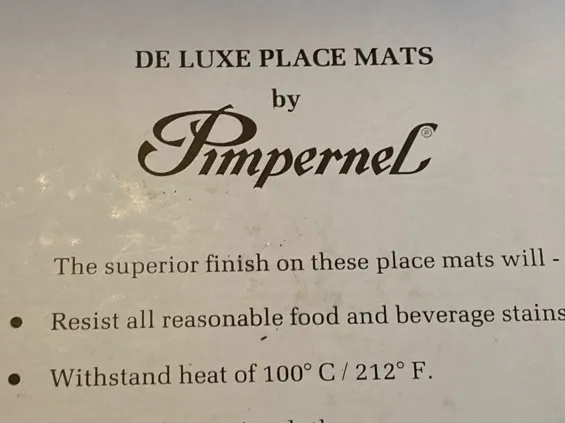 DE LUXE PLACE MATS
by
Pimpernel®
The superior finish on these place mats will -
● Resist all reasonable food and beverage stains
● Withstand heat of 100° C / 212° F.